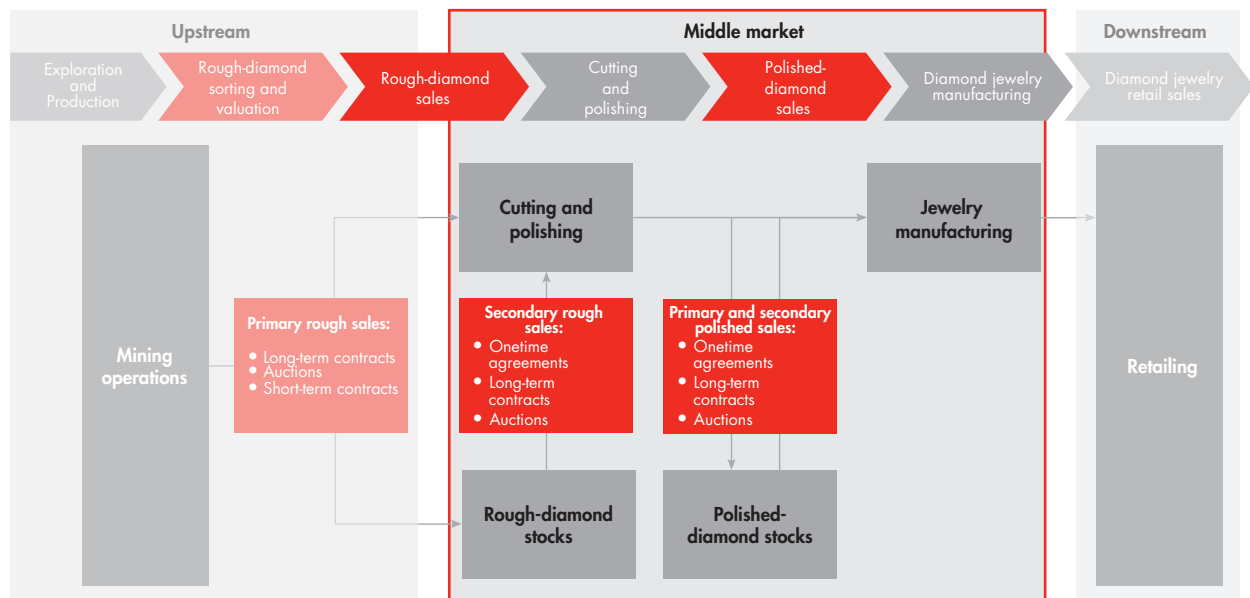 Upstream
Middle market
Downstream
Exploration
and
Production
Rough-diamond
sorting and
valuation
Rough-diamond
sales
Cutting
and
polishing
Polished-
diamond
sales
Diamond jewelry
manufacturing
Diamond jewelry
retail sales
Mining
operations
Primary rough sales:
• Long-term contracts
• Auctions
• Short-term contracts
Cutting and
polishing
Secondary rough
sales:
• Onetime
agreements
• Long-term
contracts
• Auctions
Rough-diamond
stocks
Primary and secondary
polished sales:
• Onetime
agreements
• Long-term
contracts
• Auctions
Polished-
diamond stocks
Jewelry
manufacturing
Retailing